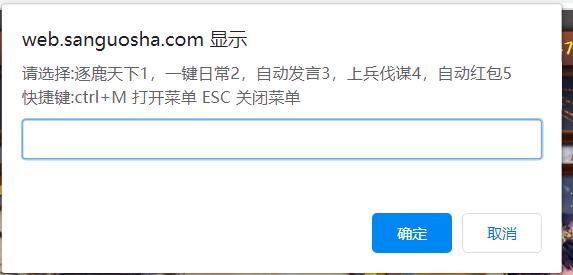 web.sanguosha.com 显示
请选择:逐鹿天下1，一键日常2，自动发言3，上兵伐谋4，自动红包5
快捷键:ctrl+M 打开菜单 ESC 关闭菜单
确定
取消